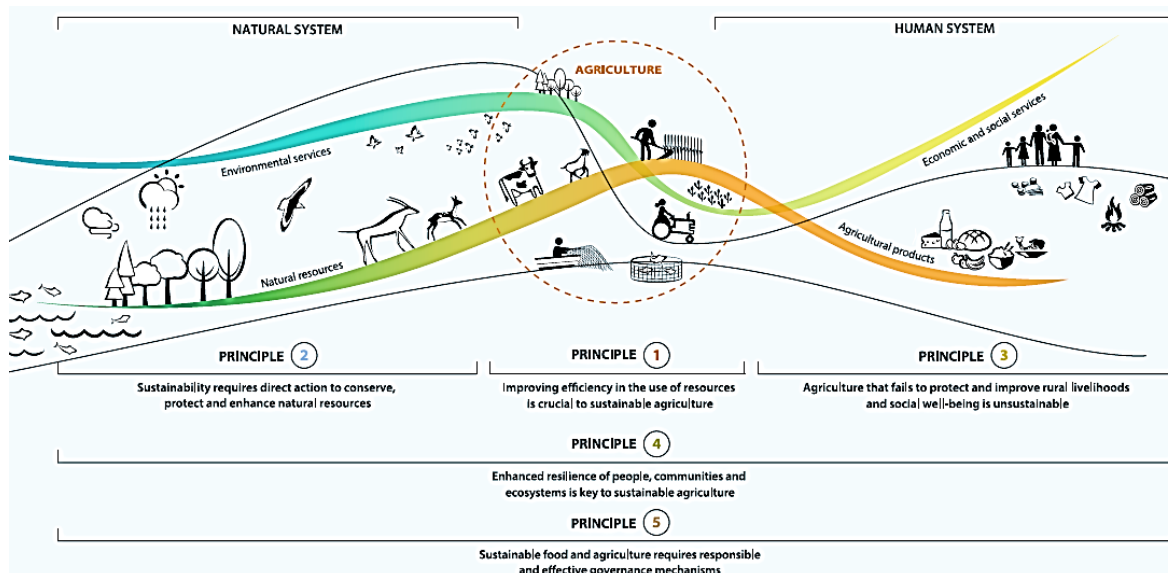 NATURAL SYSTEM
HUMAN SYSTEM
AGRICULTURE
Environmental services
Economic and social services
Natural resources
Agricultural products
PRINCIPLE 2
Sustainability requires direct action to conserve,
protect and enhance natural resources
PRINCIPLE 1
Improving efficiency in the use of resources
is crucial to sustainable agriculture
PRINCIPLE 3
Agriculture that fails to protect and improve rural livelihoods
and social well-being is unsustainable
PRINCIPLE 4
Enhanced resilience of people, communities and
ecosystems is key to sustainable agriculture
PRINCIPLE 5
Sustainable food and agriculture requires responsible
and effective governance mechanisms